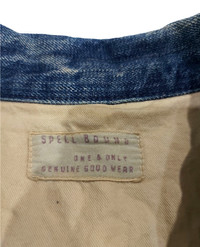 SPELL BOUND
ONE & ONLY
GENUINE GOOD WEAR